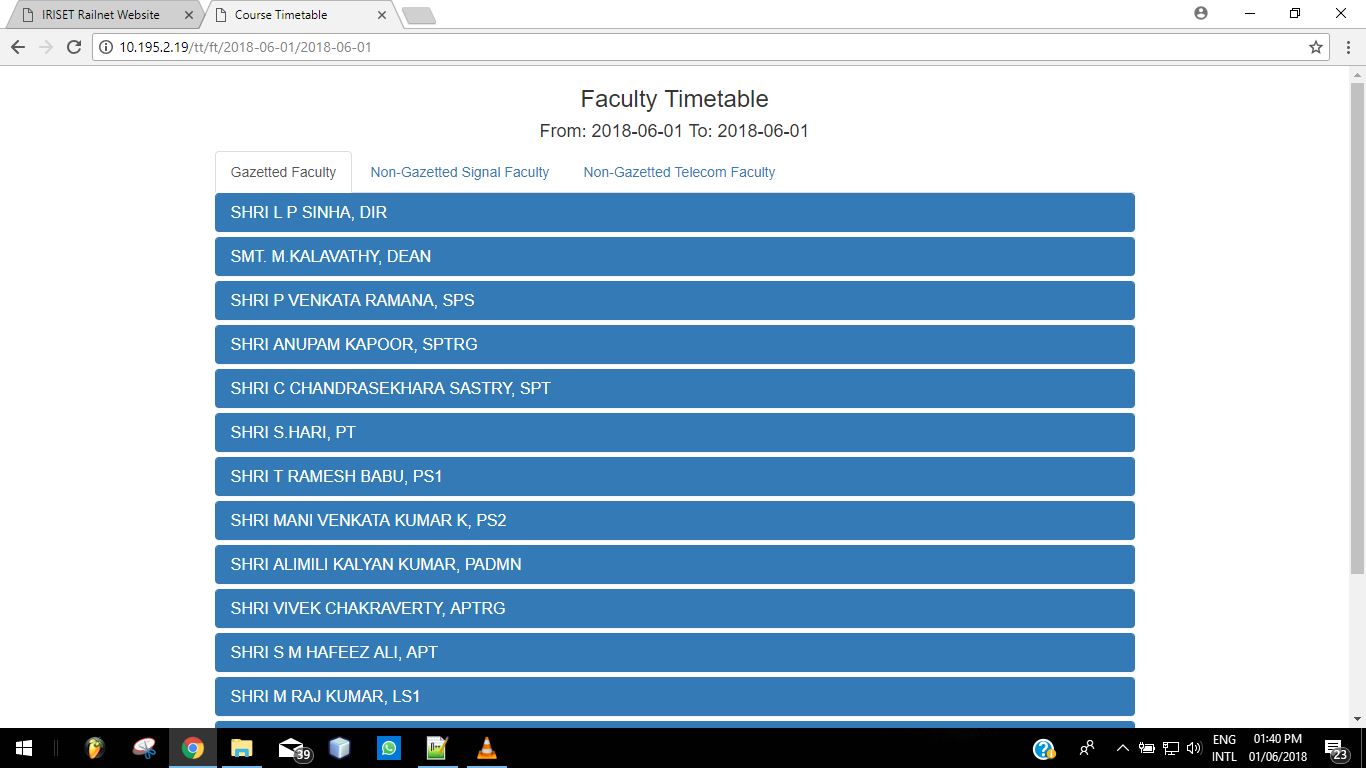 IRISET Railnet Website
Course Timetable
10.195.2.19/tt/ft/2018-06-01/2018-06-01
Faculty Timetable
From: 2018-06-01 To: 2018-06-01
Gazetted Faculty
Non-Gazetted Signal Faculty
Non-Gazetted Telecom Faculty
SHRI L P SINHA, DIR
SMT. M.KALAVATHY, DEAN
SHRI P VENKATA RAMANA, SPS
SHRI ANUPAM KAPOOR, SPTRG
SHRI C CHANDRASEKHARA SASTRY, SPT
SHRI S.HARI, PT
SHRI T RAMESH BABU, PS1
SHRI MANI VENKATA KUMAR K, PS2
SHRI ALIMILI KALYAN KUMAR, PADMN
SHRI VIVEK CHAKRAVERTY, APTRG
SHRI S M HAFEEZ ALI, APT
SHRI M RAJ KUMAR, LS1
39
ENG
INTL
01:40 PM
01/06/2018
23